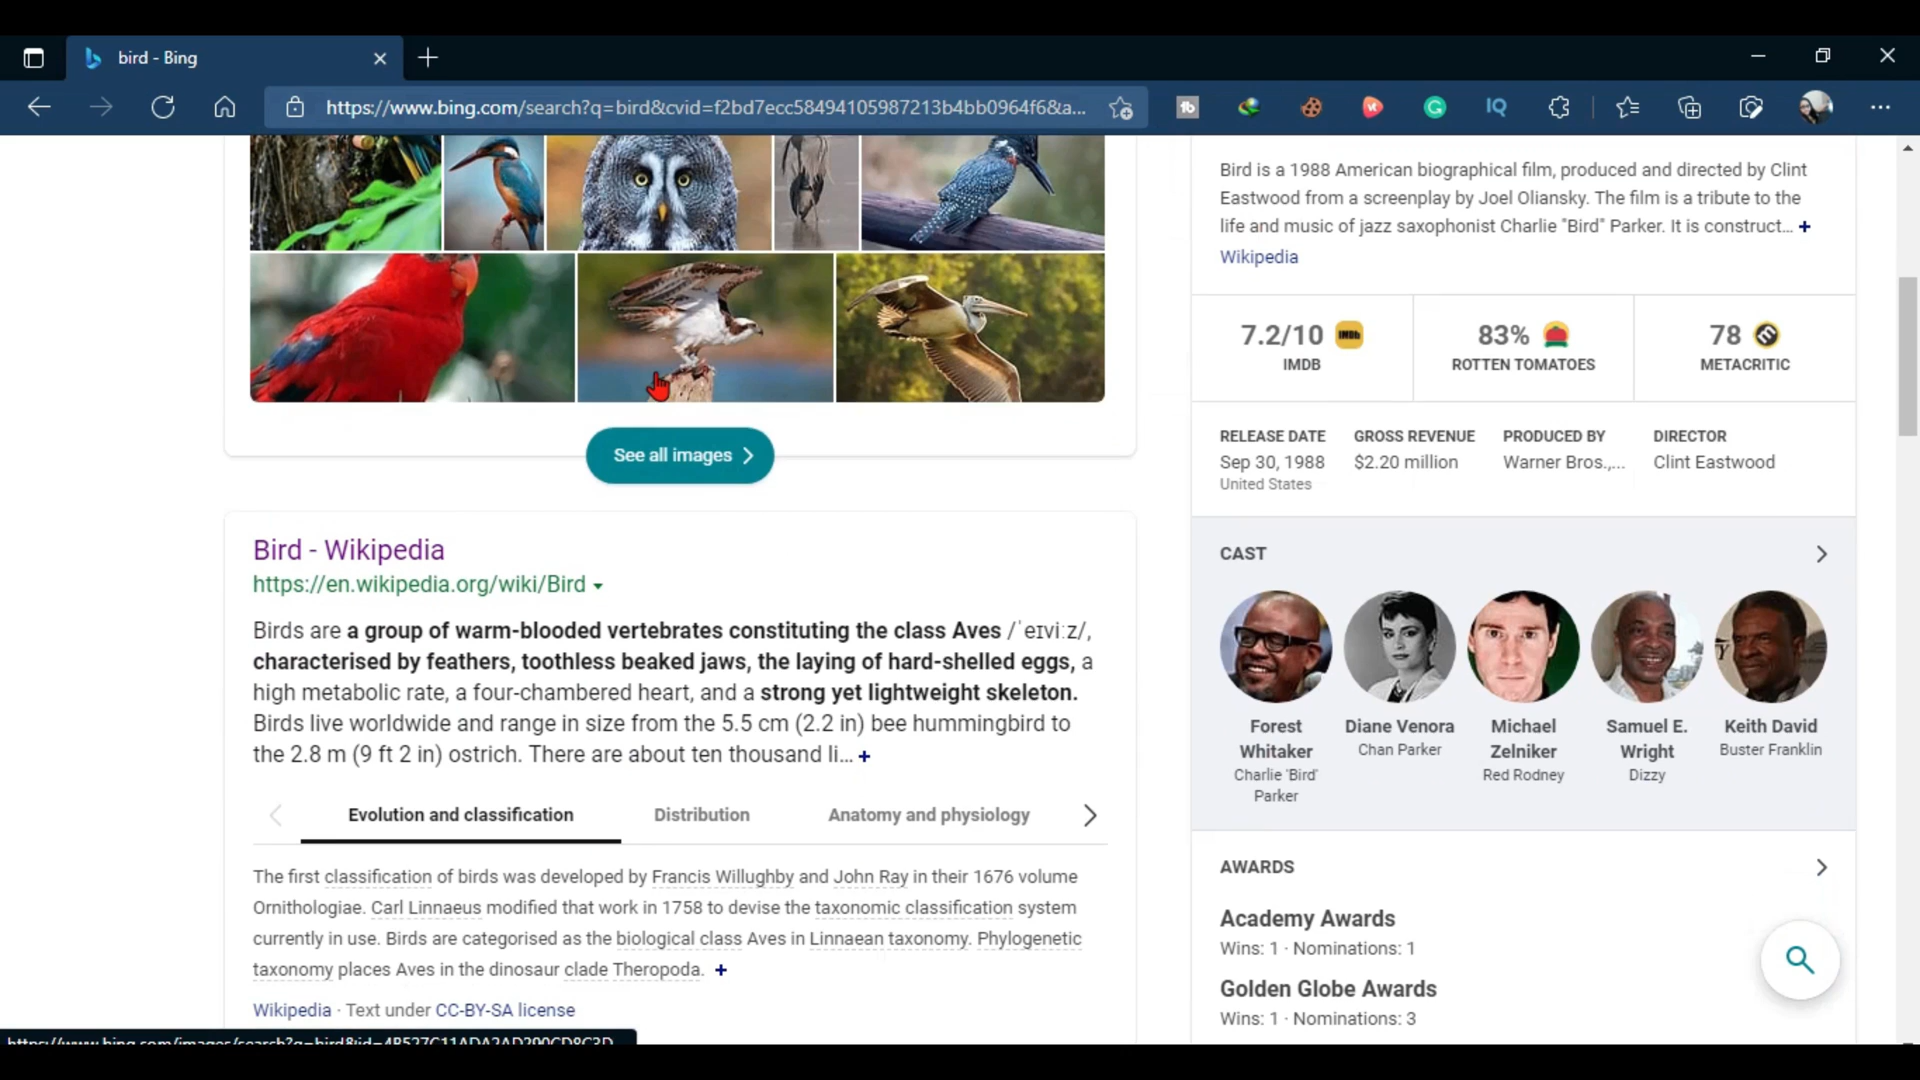 bird - Bing
https://www.bing.com/search?q=bird&cvid=f2bd7ecc58494105987213b4bb0964f6&a...
Bird is a 1988 American biographical film, produced and directed by Clint
Eastwood from a screenplay by Joel Oliansky. The film is a tribute to the
life and music of jazz saxophonist Charlie "Bird" Parker. It is construct... +
Wikipedia
7.2/10 IMDb
IMDB
83%
ROTTEN TOMATOES
78
METACRITIC
RELEASE DATE
Sep 30, 1988
United States
GROSS REVENUE
$2.20 million
PRODUCED BY
Warner Bros.,...
DIRECTOR
Clint Eastwood
See all images
Bird - Wikipedia
https://en.wikipedia.org/wiki/Bird
Birds are a group of warm-blooded vertebrates constituting the class Aves /ˈeɪviːz/,
characterised by feathers, toothless beaked jaws, the laying of hard-shelled eggs, a
high metabolic rate, a four-chambered heart, and a strong yet lightweight skeleton.
Birds live worldwide and range in size from the 5.5 cm (2.2 in) bee hummingbird to
the 2.8 m (9 ft 2 in) ostrich. There are about ten thousand li... +
Evolution and classification
Distribution
Anatomy and physiology
The first classification of birds was developed by Francis Willughby and John Ray in their 1676 volume
Ornithologiae. Carl Linnaeus modified that work in 1758 to devise the taxonomic classification system
currently in use. Birds are categorised as the biological class Aves in Linnaean taxonomy. Phylogenetic
taxonomy places Aves in the dinosaur clade Theropoda. +
Wikipedia · Text under CC-BY-SA license
CAST
Forest
Whitaker
Charlie 'Bird'
Parker
Diane Venora
Chan Parker
Michael
Zelniker
Red Rodney
Samuel E.
Wright
Dizzy
Keith David
Buster Franklin
AWARDS
Academy Awards
Wins: 1 · Nominations: 1
Golden Globe Awards
Wins: 1 · Nominations: 3